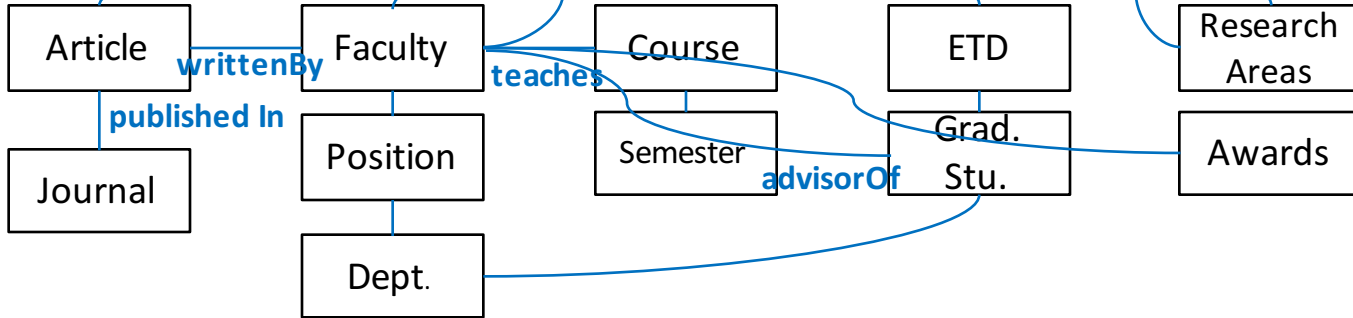 Article
writtenBy
Faculty
teaches
Course
ETD
Research
Areas
published In
Journal
Position
Semester
advisorOf
Grad.
Stu.
Awards
Dept.